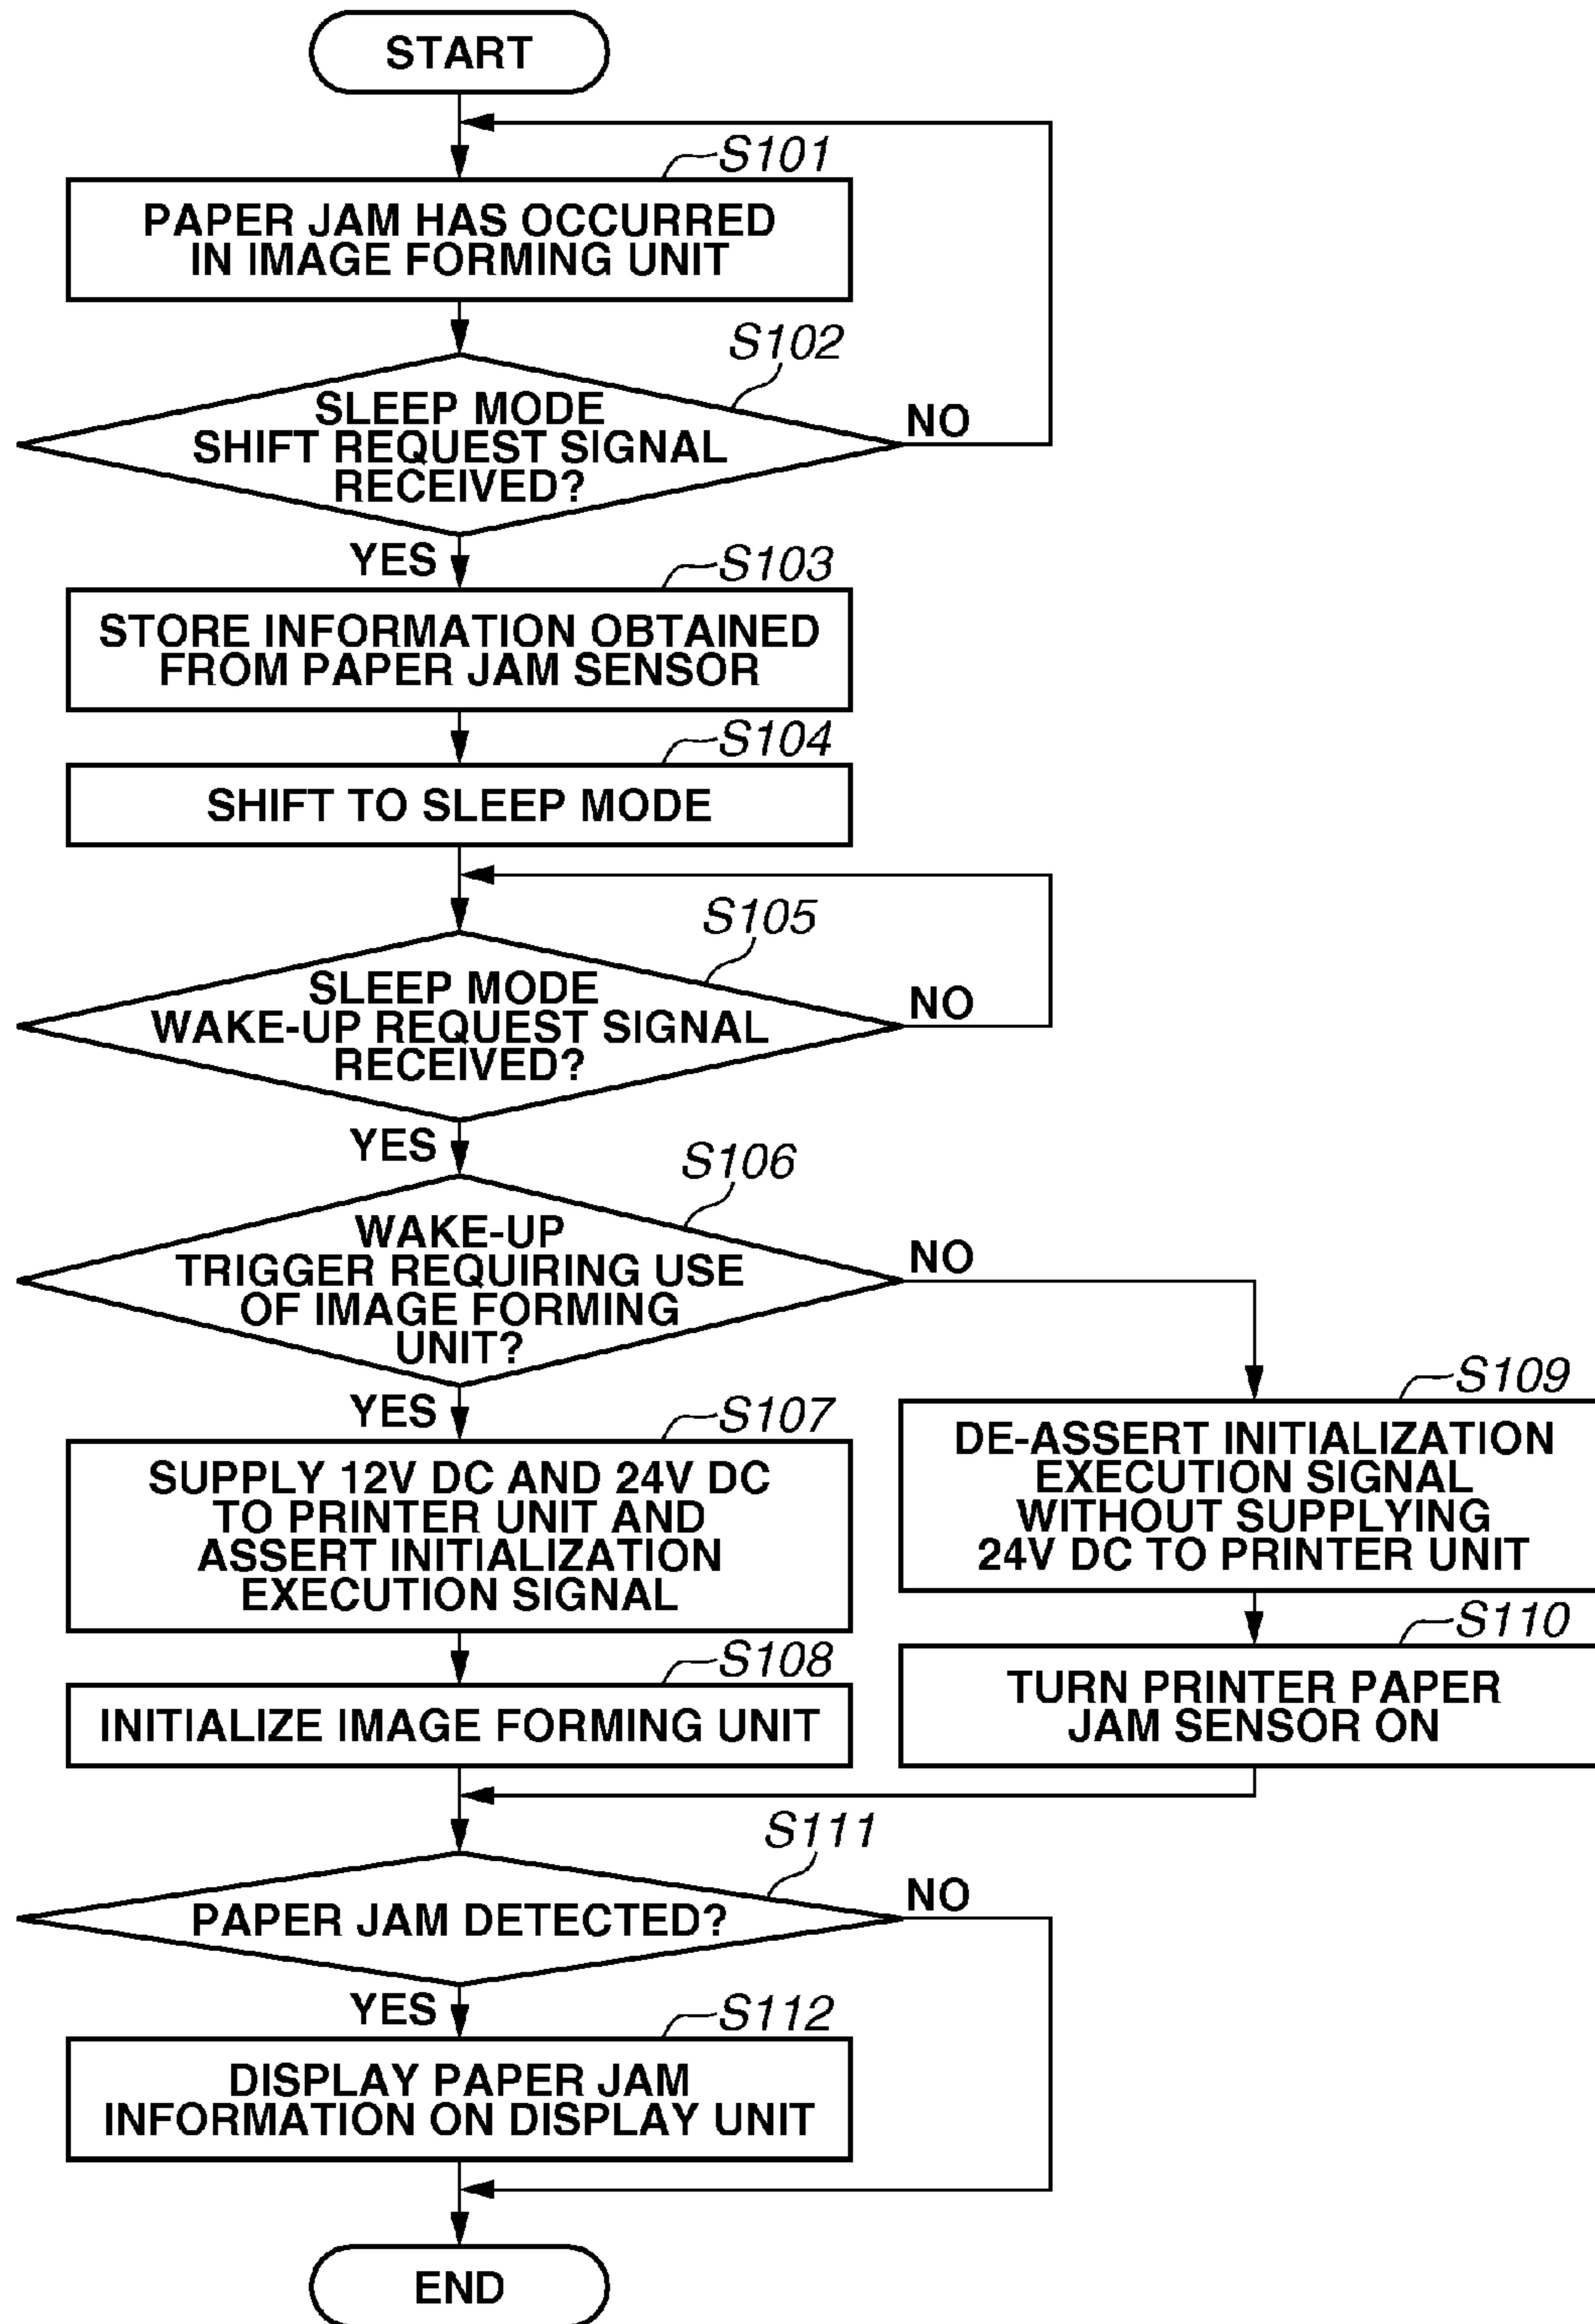 START
S101
PAPER JAM HAS OCCURRED
IN IMAGE FORMING UNIT
S102
SLEEP MODE
SHIFT REQUEST SIGNAL
RECEIVED?
NO
YES
S103
STORE INFORMATION OBTAINED
FROM PAPER JAM SENSOR
S104
SHIFT TO SLEEP MODE
S105
SLEEP MODE
WAKE-UP REQUEST SIGNAL
RECEIVED?
NO
YES
S106
WAKE-UP
TRIGGER REQUIRING USE
OF IMAGE FORMING
UNIT?
NO
YES
S107
SUPPLY 12V DC AND 24V DC
TO PRINTER UNIT AND
ASSERT INITIALIZATION
EXECUTION SIGNAL
S108
INITIALIZE IMAGE FORMING UNIT
S109
DE-ASSERT INITIALIZATION
EXECUTION SIGNAL
WITHOUT SUPPLYING
24V DC TO PRINTER UNIT
S110
TURN PRINTER PAPER
JAM SENSOR ON
S111
PAPER JAM DETECTED?
NO
YES
S112
DISPLAY PAPER JAM
INFORMATION ON DISPLAY UNIT
END